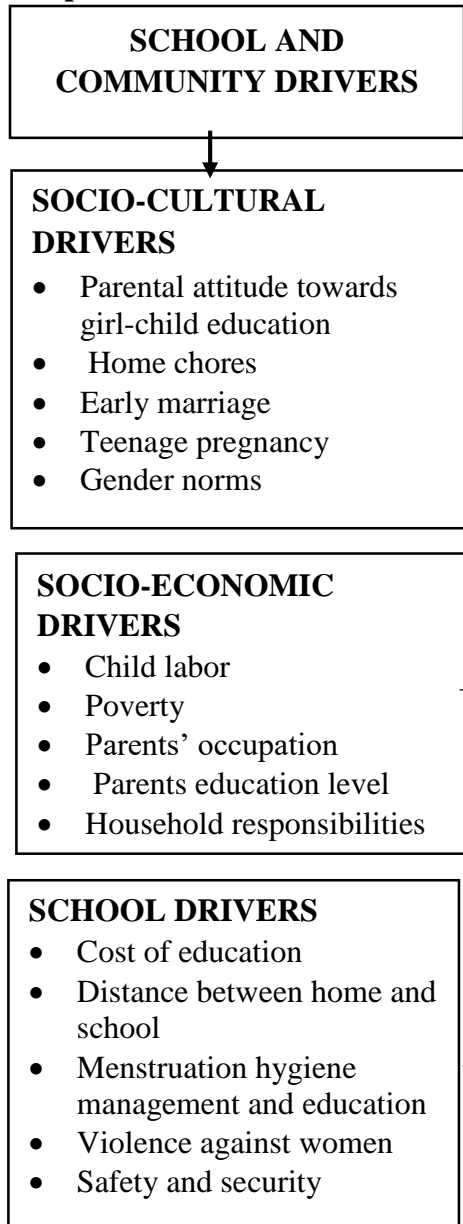 SCHOOL AND
COMMUNITY DRIVERS
SOCIO-CULTURAL
DRIVERS
• Parental attitude towards
girl-child education
• Home chores
• Early marriage
• Teenage pregnancy
• Gender norms
SOCIO-ECONOMIC
DRIVERS
• Child labor
• Poverty
• Parents’ occupation
• Parents education level
• Household responsibilities
SCHOOL DRIVERS
• Cost of education
• Distance between home and
school
• Menstruation hygiene
management and education
• Violence against women
• Safety and security